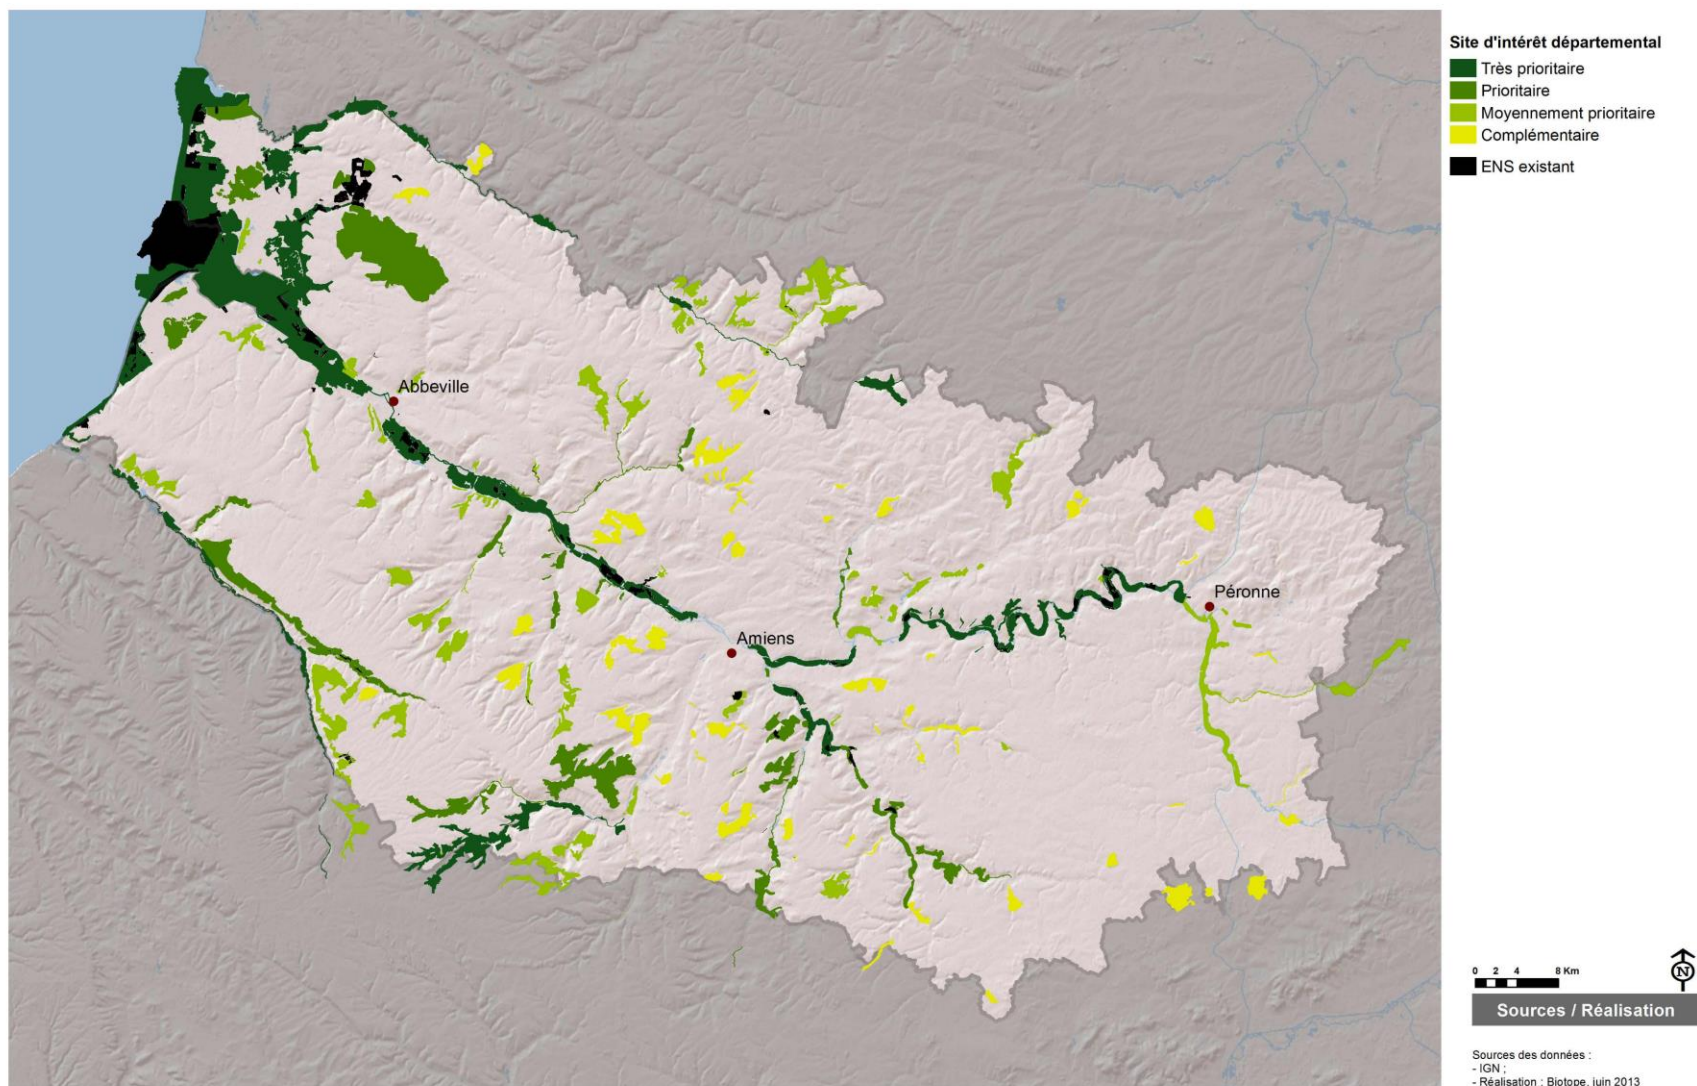 Site d'intérêt départemental
Très prioritaire
Prioritaire
Moyennement prioritaire
Complémentaire
ENS existant
Abbeville
Péronne
Amiens
0 2 4 8 Km
N
Sources / Réalisation
Sources des données :
- IGN ;
- Réalisation : Biotope, juin 2013